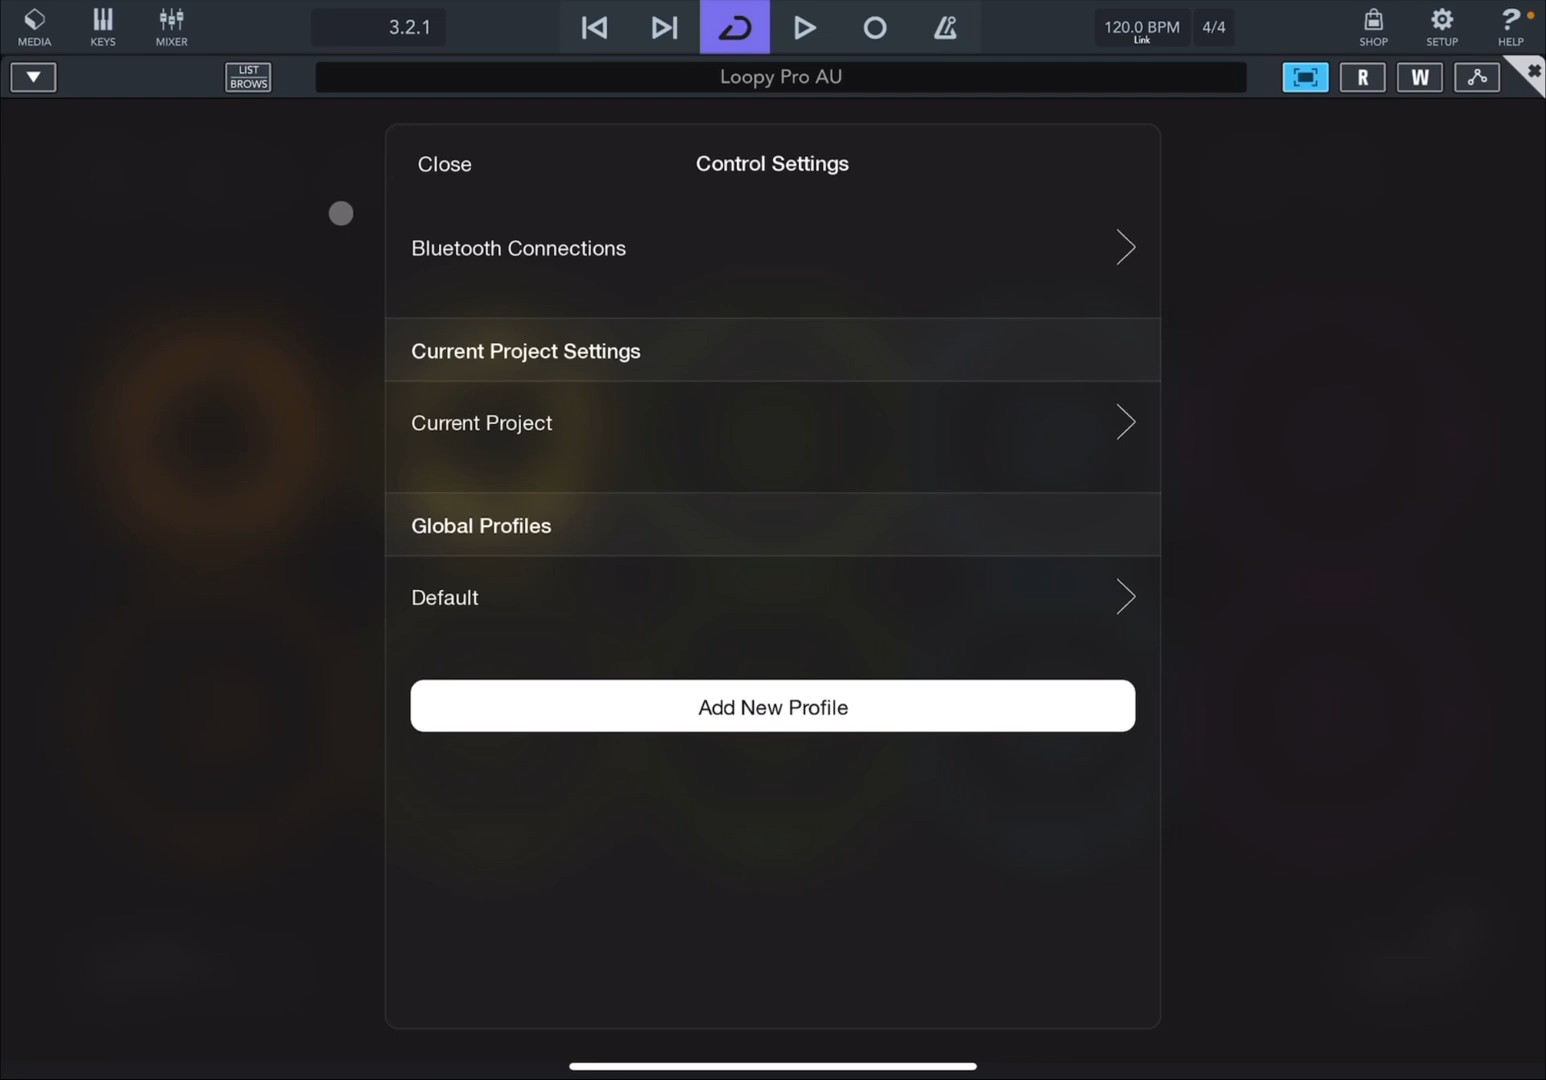 MEDIA
KEYS
MIXER
3.2.1
120.0 BPM
Link
4/4
SHOP
SETUP
?
HELP
LIST
BROWS
Loopy Pro AU
R
W
Close
Control Settings
Bluetooth Connections
Current Project Settings
Current Project
Global Profiles
Default
Add New Profile